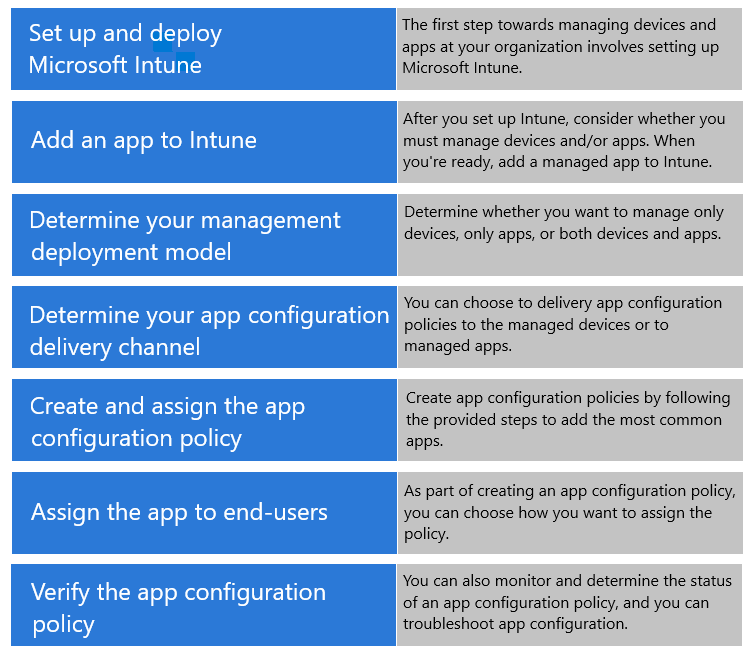 Set up and deploy
Microsoft Intune
The first step towards managing devices and
apps at your organization involves setting up
Microsoft Intune.
Add an app to Intune
After you set up Intune, consider whether you
must manage devices and/or apps. When
you're ready, add a managed app to Intune.
Determine your management
deployment model
Determine whether you want to manage only
devices, only apps, or both devices and apps.
Determine your app configuration
delivery channel
You can choose to delivery app configuration
policies to the managed devices or to
managed apps.
Create and assign the app
configuration policy
Create app configuration policies by following
the provided steps to add the most common
apps.
Assign the app to end-users
As part of creating an app configuration policy,
you can choose how you want to assign the
policy.
Verify the app configuration
policy
You can also monitor and determine the status
of an app configuration policy, and you can
troubleshoot app configuration.